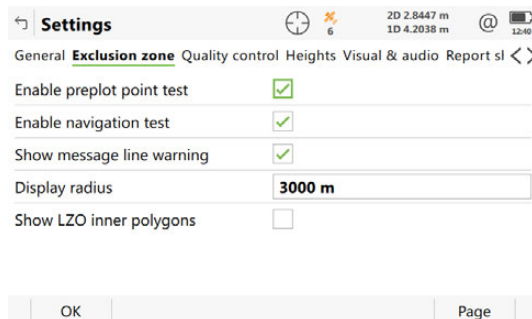 Settings
6
2D 2.8447 m
1D 4.2038 m
@
12:40
General Exclusion zone Quality control Heights Visual & audio Report sl
Enable preplot point test
Enable navigation test
Show message line warning
Display radius 3000 m
Show LZO inner polygons
OK Page